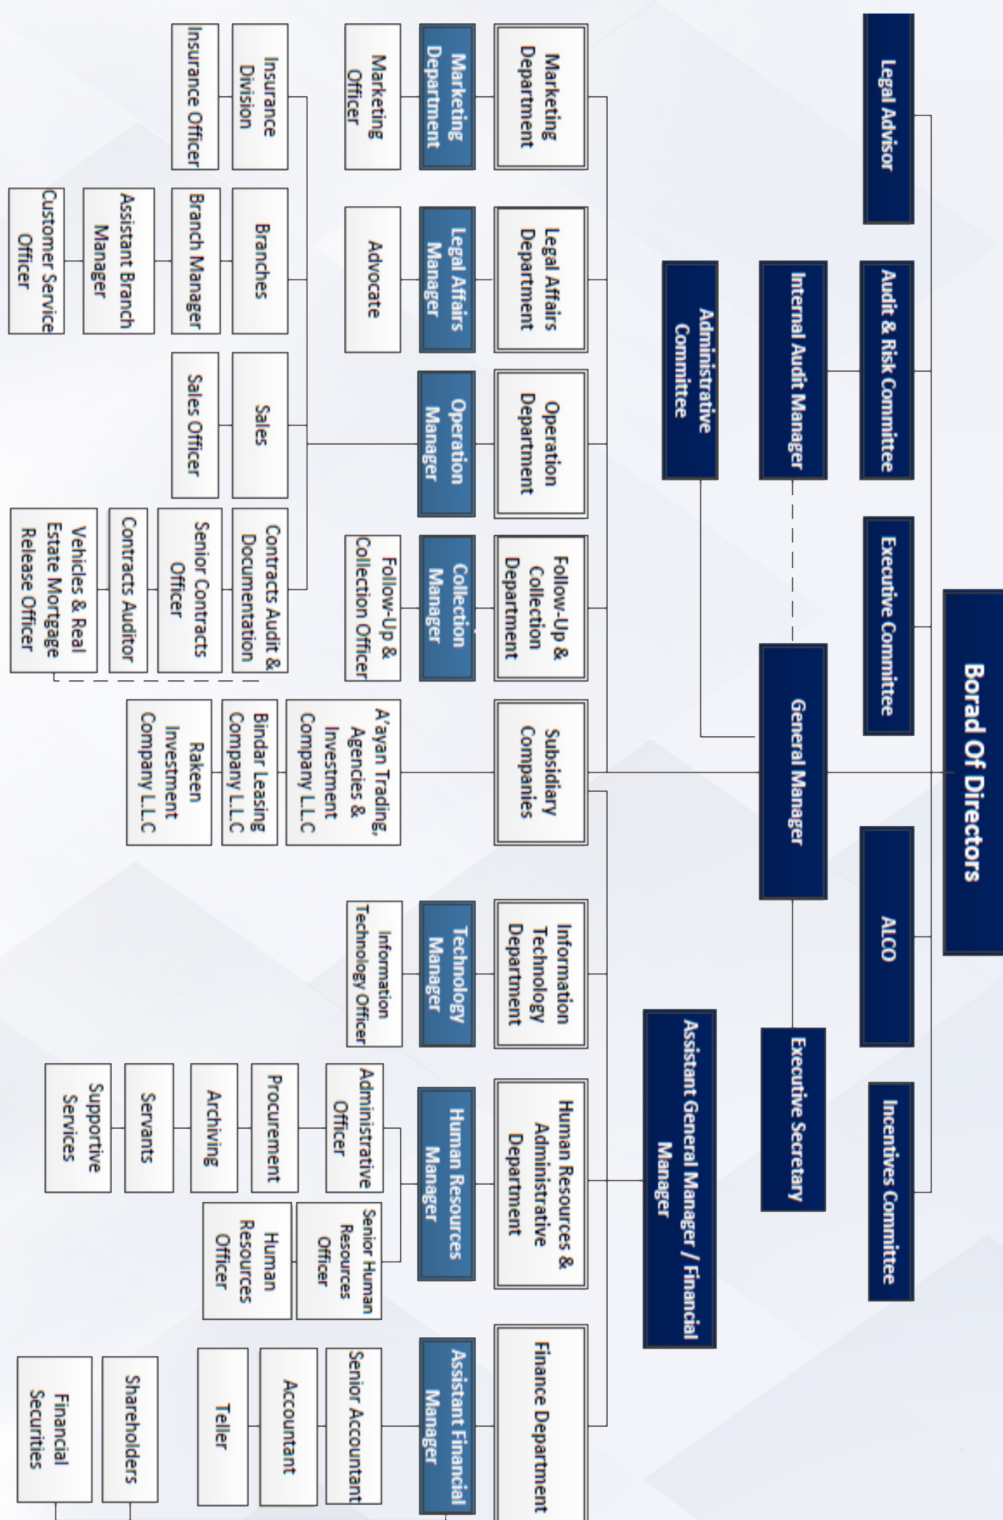 Borad Of Directors
Legal Advisor
Audit & Risk Committee
Executive Committee
ALCO
Incentives Committee
Internal Audit Manager
General Manager
Executive Secretary
Administrative
Committee
Assistant General Manager / Financial
Manager
Marketing
Department
Legal Affairs
Department
Operation
Department
Follow-Up &
Collection
Department
Subsidiary
Companies
Information
Technology
Department
Human Resources &
Administrative
Department
Finance Department
Marketing
Department
Legal Affairs
Manager
Operation
Manager
Collection
Manager
Technology
Manager
Human Resources
Manager
Assistant Financial
Manager
Marketing
Officer
Advocate
Follow-Up &
Collection Officer
A'ayan Trading,
Agencies &
Investment
Company L.L.C
Bindar Leasing
Company L.L.C
Rakeen
Investment
Company L.L.C
Information
Technology Officer
Administrative
Officer
Procurement
Archiving
Servants
Supportive
Services
Senior Human
Resources
Officer
Human
Resources
Officer
Senior Accountant
Accountant
Teller
Shareholders
Financial
Securities
Insurance
Division
Insurance Officer
Branches
Branch Manager
Assistant Branch
Manager
Customer Service
Officer
Sales
Sales Officer
Contracts Audit &
Documentation
Senior Contracts
Officer
Contracts Auditor
Vehicles & Real
Estate Mortgage
Release Officer